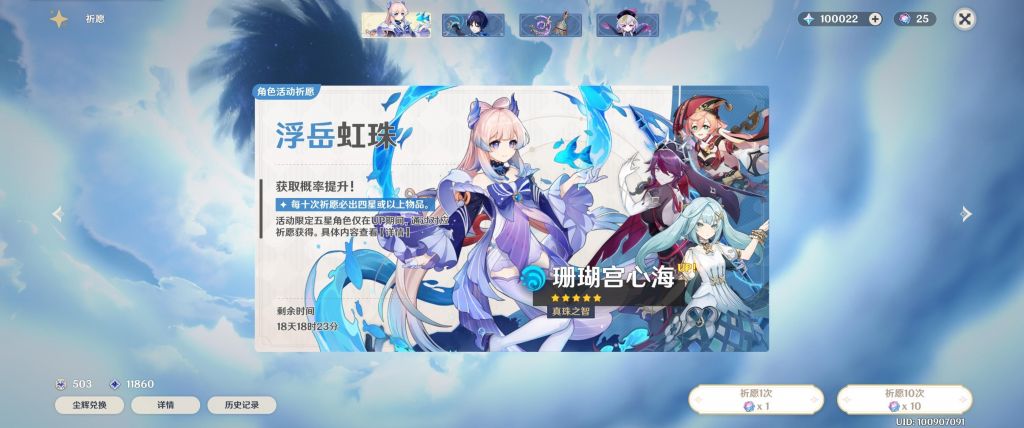 祈愿
100022
25
角色活动祈愿
浮岳虹珠
获取概率提升！
每十次祈愿必出四星或以上物品。
活动限定五星角色仅在UP期间，通过对应
祈愿获得。具体内容查看【详情】
珊瑚宫心海
UP!
真珠之智
剩余时间
18天18时23分
503
11860
尘辉兑换
详情
历史记录
祈愿1次
x 1
祈愿10次
x 10
UID: 100907091